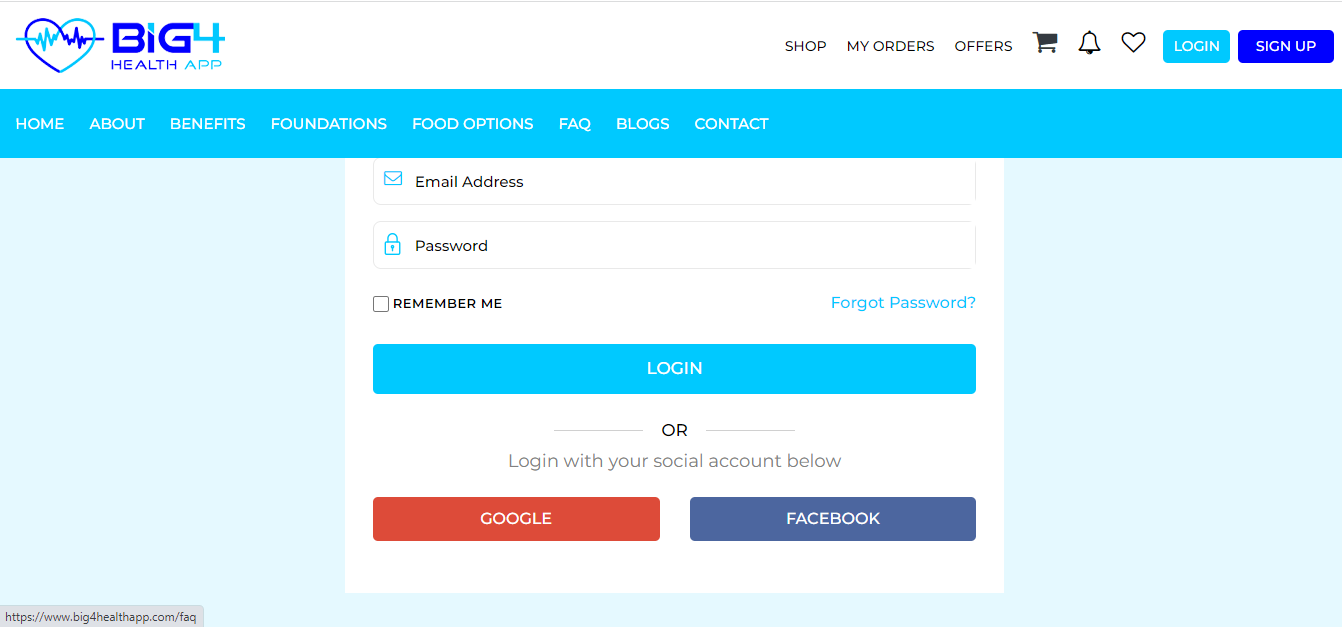 BIG4
HEALTH APP
SHOP MY ORDERS OFFERS LOGIN SIGN UP
HOME ABOUT BENEFITS FOUNDATIONS FOOD OPTIONS FAQ BLOGS CONTACT
Email Address
Password
REMEMBER ME Forgot Password?
LOGIN
OR
Login with your social account below
GOOGLE FACEBOOK
https://www.big4healthapp.com/faq